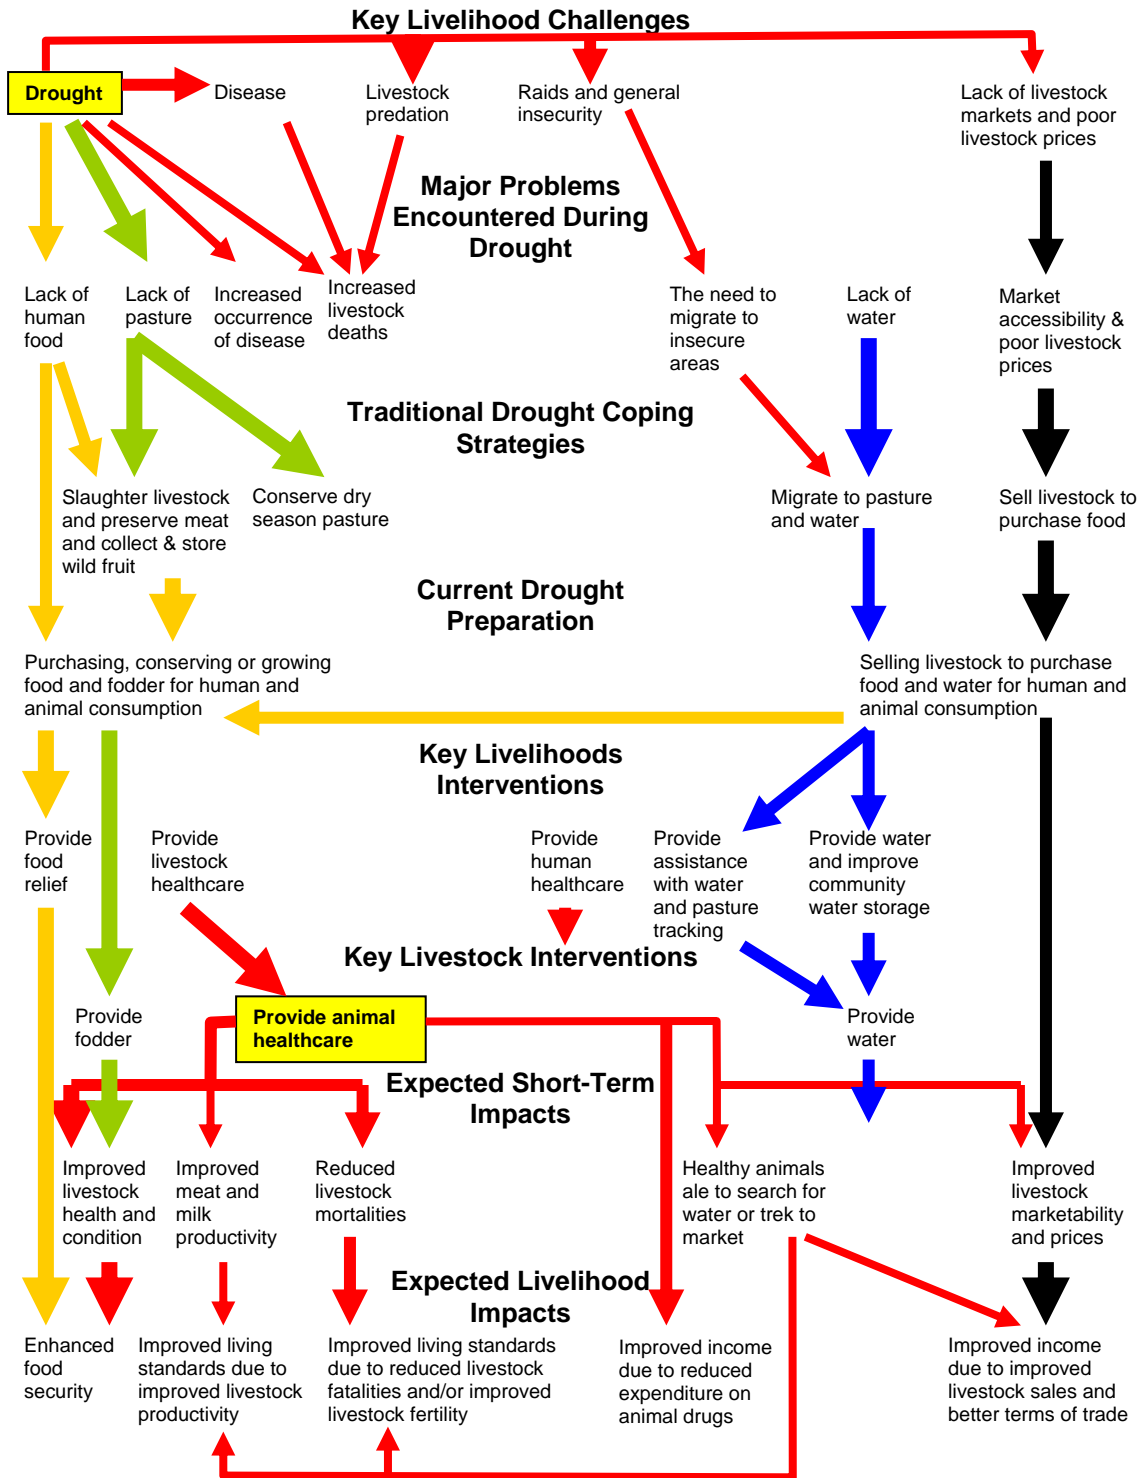 Key Livelihood Challenges
Drought
Disease
Livestock
predation
Raids and general
insecurity
Lack of livestock
markets and poor
livestock prices
Major Problems
Encountered During
Drought
Lack of
human
food
Lack of
pasture
Increased
occurrence
of disease
Increased
livestock
deaths
The need to
migrate to
insecure
areas
Lack of
water
Market
accessibility &
poor livestock
prices
Traditional Drought Coping
Strategies
Slaughter livestock
and preserve meat
and collect & store
wild fruit
Conserve dry
season pasture
Migrate to pasture
and water
Sell livestock to
purchase food
Current Drought
Preparation
Purchasing, conserving or growing
food and fodder for human and
animal consumption
Selling livestock to purchase
food and water for human and
animal consumption
Key Livelihoods
Interventions
Provide
food
relief
Provide
livestock
healthcare
Provide
human
healthcare
Provide
assistance
with water
and pasture
tracking
Provide water
and improve
community
water storage
Key Livestock Interventions
Provide
fodder
Provide animal
healthcare
Provide
water
Expected Short-Term
Impacts
Improved
livestock
health and
condition
Improved
meat and
milk
productivity
Reduced
livestock
mortalities
Healthy animals
ale to search for
water or trek to
market
Improved
livestock
marketability
and prices
Expected Livelihood
Impacts
Enhanced
food
security
Improved living
standards due to
improved livestock
productivity
Improved living standards
due to reduced livestock
fatalities and/or improved
livestock fertility
Improved income
due to reduced
expenditure on
animal drugs
Improved income
due to improved
livestock sales and
better terms of trade